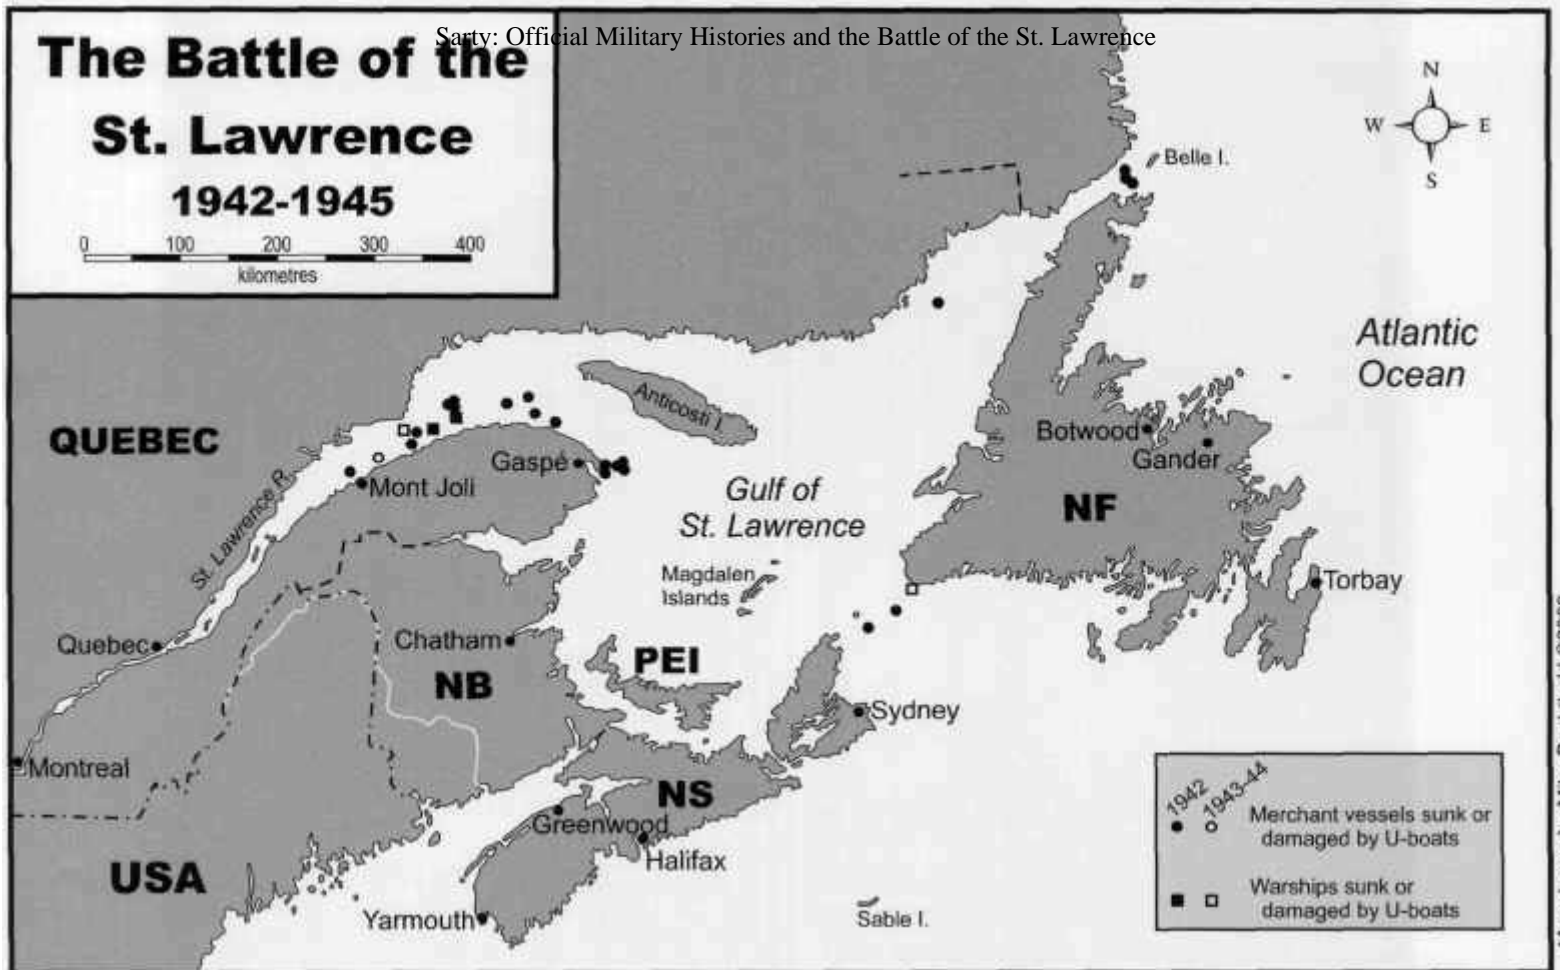 Sarty: Official Military Histories and the Battle of the St. Lawrence
The Battle of the
St. Lawrence
1942-1945
0 100 200 300 400
kilometres
N
W E
S
Belle I.
Atlantic
Ocean
QUEBEC
Anticosti I.
Botwood
Gander
Gaspé
Mont Joli
St. Lawrence R.
Gulf of
St. Lawrence
NF
Magdalen
Islands
Torbay
Quebec
Chatham
PEI
NB
Sydney
Montreal
NS
Greenwood
Halifax
USA
Yarmouth
Sable I.
1942 1943-44
Merchant vessels sunk or
damaged by U-boats
Warships sunk or
damaged by U-boats